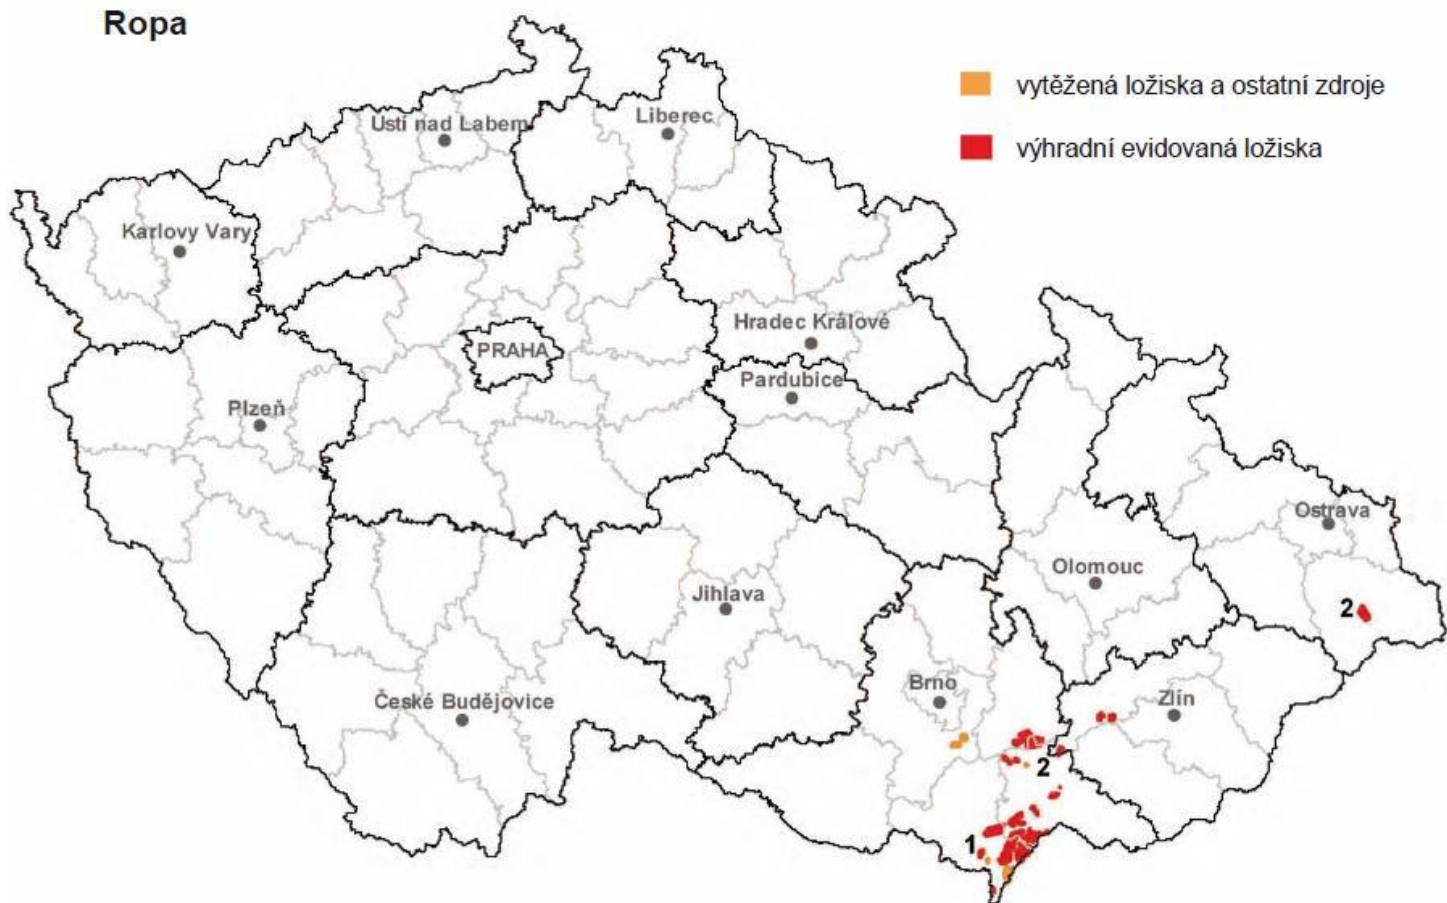 Ropa
vytěžená ložiska a ostatní zdroje
výhradní evidovaná ložiska
Ústí nad Labem
Liberec
Karlovy Vary
Hradec Králové
PRAHA
Pardubice
Plzeň
Ostrava
Olomouc
Jihlava
2
Brno
Zlín
České Budějovice
2
1